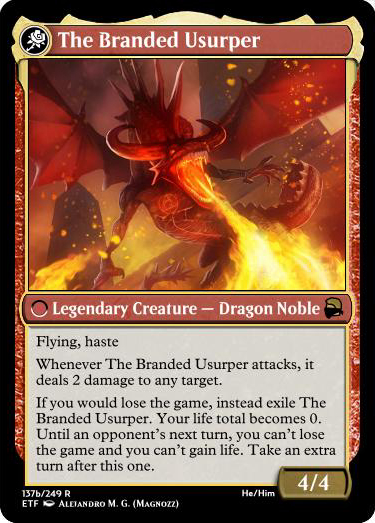 The Branded Usurper
Legendary Creature — Dragon Noble
Flying, haste
Whenever The Branded Usurper attacks, it
deals 2 damage to any target.
If you would lose the game, instead exile The
Branded Usurper. Your life total becomes 0.
Until an opponent's next turn, you can't lose
the game and you can't gain life. Take an extra
turn after this one.
4/4
137b/249 R
He/Him
ETF Alejandro M. G. (Magnozz)